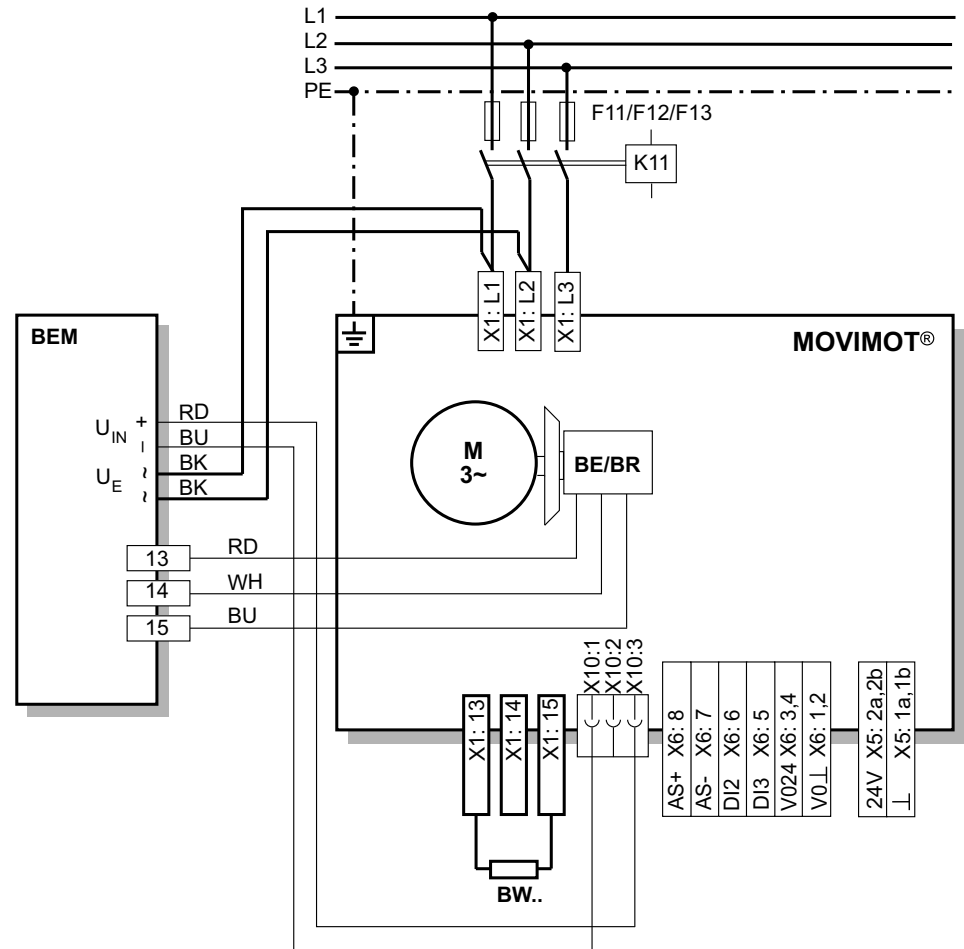 L1
L2
L3
PE
F11/F12/F13
K11
X1: L1
X1: L2
X1: L3
BEM
MOVIMOT®
UIN + RD
– BU
UE ~ BK
~ BK
M
3~
BE/BR
13 RD
14 WH
15 BU
X1: 13
X1: 14
X1: 15
X10:1
X10:2
X10:3
AS+ X6: 8
AS- X6: 7
DI2 X6: 6
DI3 X6: 5
V024 X6: 3,4
V0⊥ X6: 1,2
24V X5: 2a,2b
⊥ X5: 1a,1b
BW..